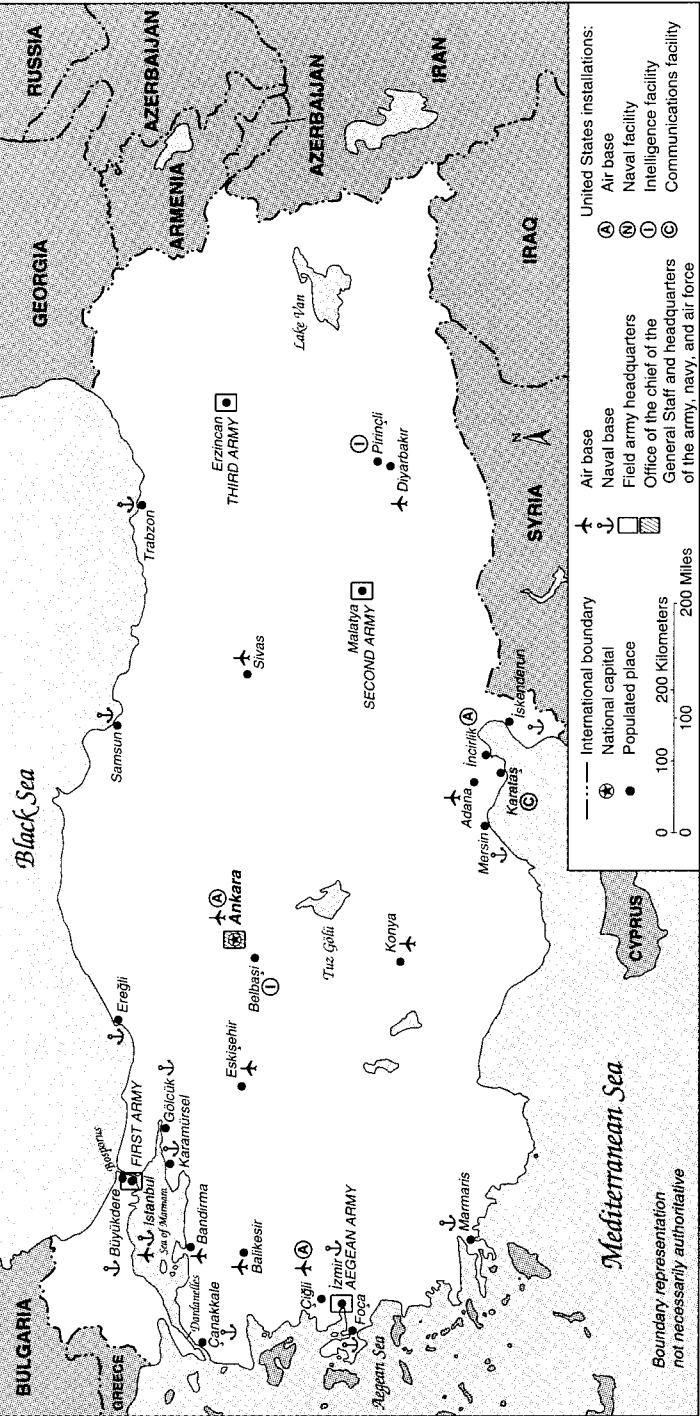 RUSSIA
GEORGIA
AZERBAIJAN
ARMENIA
AZERBAIJAN
IRAN
IRAQ
SYRIA
CYPRUS
BULGARIA
GREECE
Black Sea
Bosporus
Büyükdere
FIRST ARMY
Istanbul
Sea of Marmara
Gölcük
Karamürsel
Dardanelles
Canakkale
Bandirma
Balikesir
Ereğli
Samsun
Trabzon
Eskişehir
Ankara
A
Belbaşi
I
Sivas
Erzincan
THIRD ARMY
Lake Van
Tuz Gölü
Malatya
SECOND ARMY
I
Pirinçli
Diyarbakır
Konya
Çiğli
A
İzmir
AEGEAN ARMY
Foça
Aegean Sea
Marmaris
Mersin
Adana
İncirlik
A
Karataş
C
İskenderun
N
Mediterranean Sea
Boundary representation
not necessarily authoritative
International boundary
National capital
Populated place
0 100 200 Kilometers
0 100 200 Miles
Air base
Naval base
Field army headquarters
Office of the chief of the
General Staff and headquarters
of the army, navy, and air force
United States installations:
A Air base
N Naval facility
I Intelligence facility
C Communications facility